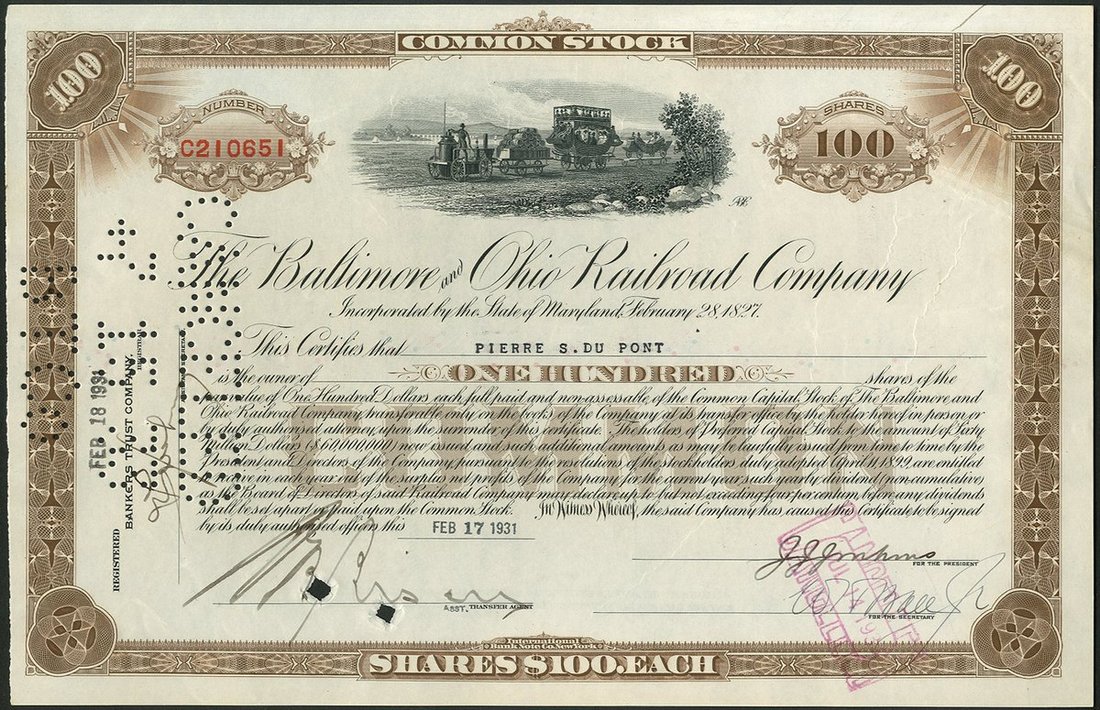 COMMON STOCK
100
100
NUMBER
C210651
SHARES
100
The Baltimore and Ohio Railroad Company
Incorporated by the State of Maryland, February 28, 1827.
This Certifies that PIERRE S. DU PONT
is the owner of ONE HUNDRED shares of the
par value of One Hundred Dollars each full paid and non-assessable of the Common Capital Stock of The Baltimore and
Ohio Railroad Company, transferable only on the books of the Company at its transfer office by the holder hereof in person or
by duly authorized attorney, upon the surrender of this certificate. The holders of Preferred Capital Stock to the amount of Sixty
Million Dollars ($60,000,000) now issued and such additional amounts as may be lawfully issued from time to time by the
President and Directors of the Company pursuant to the resolutions of the stockholders duly adopted April 4, 1899, are entitled
to receive in each year out of the surplus net profits of the Company for the current year such yearly dividend (non-cumulative)
as the Board of Directors of said Railroad Company may declare up to but not exceeding four per centum, before any dividends
shall be set apart or paid upon the Common Stock. In Witness Whereof, the said Company has caused this Certificate to be signed
by its duly authorized officers this FEB 17 1931
COMMON
REGISTERED FEB 18 1931
BANKERS TRUST COMPANY,
REGISTRAR
ASST. TRANSFER AGENT
FOR THE PRESIDENT
FOR THE SECRETARY
CANCELLED
International
Bank Note Co. New York
SHARES $100. EACH